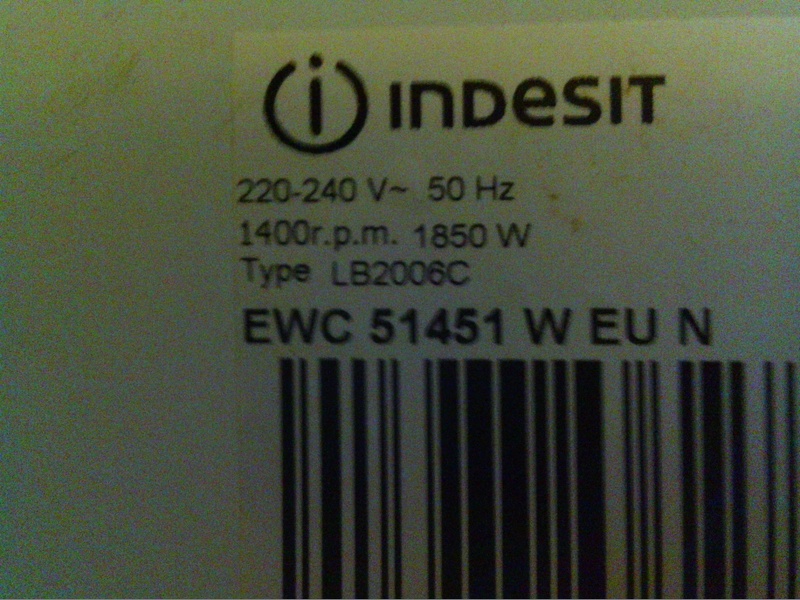 INDESIT
220-240 V~ 50 Hz
1400r.p.m. 1850 W
Type LB2006C
EWC 51451 W EU N